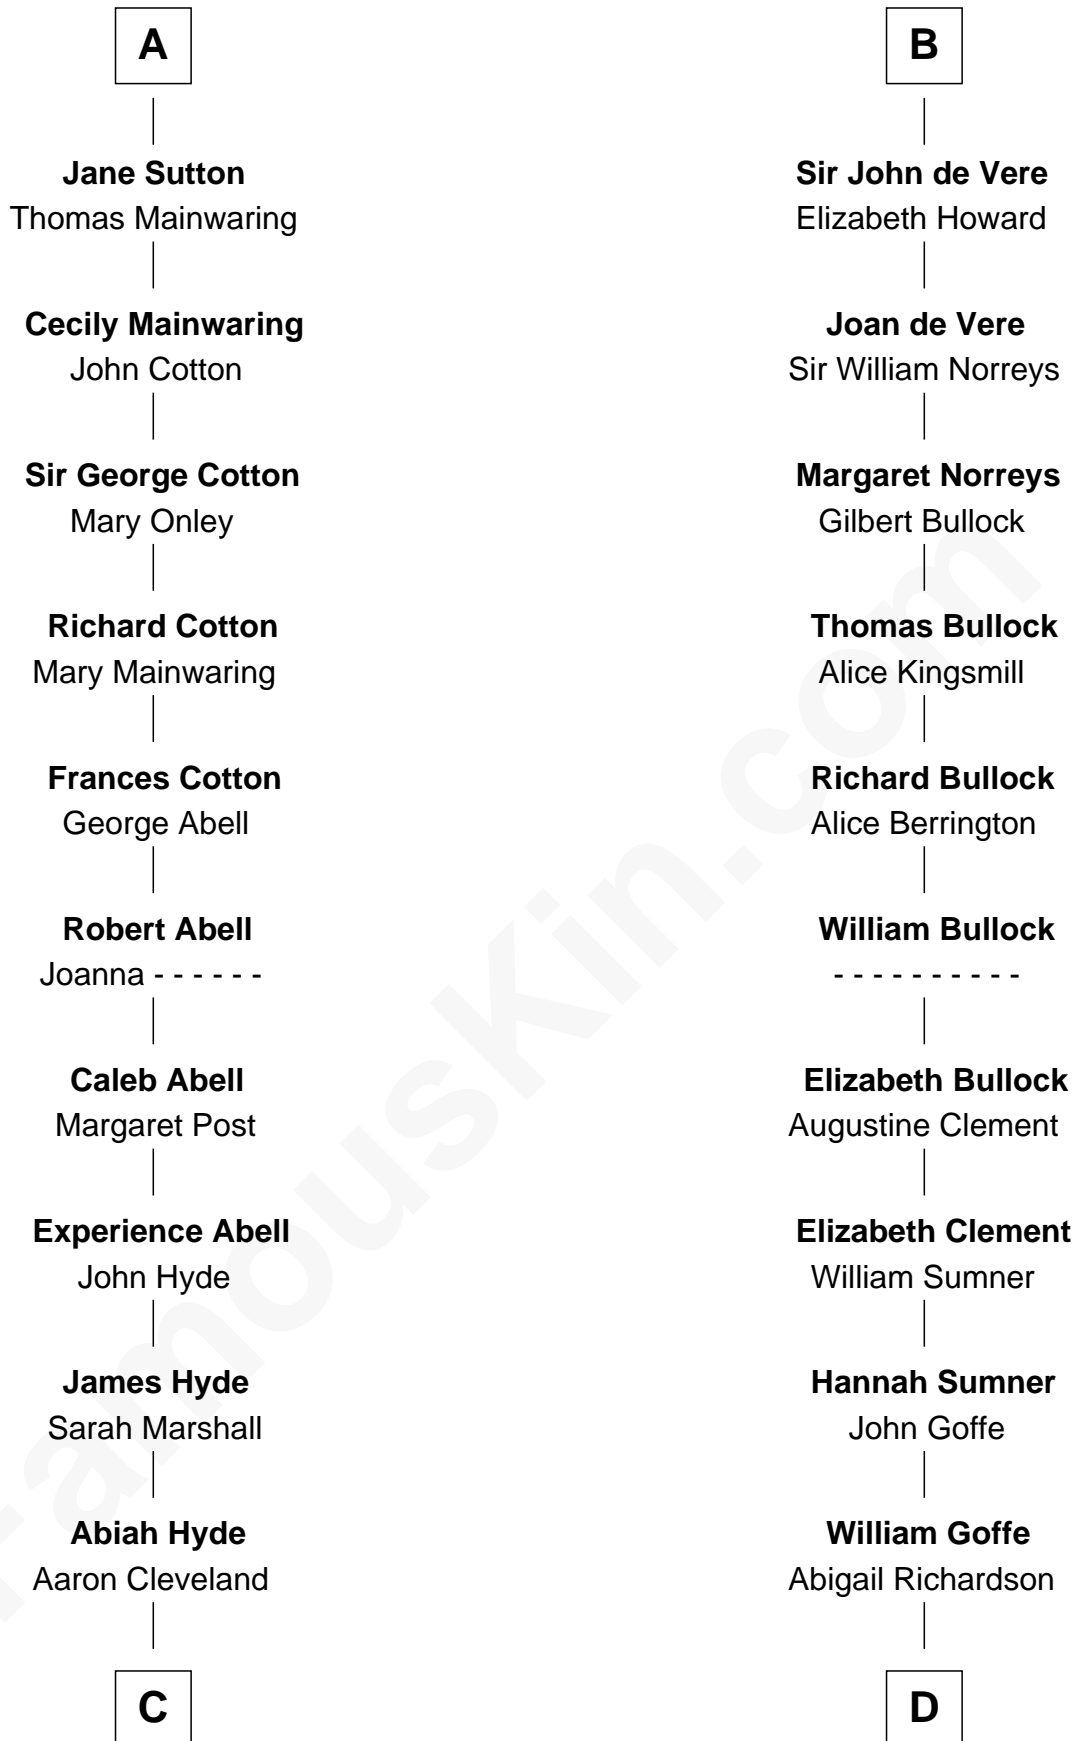 A
Jane Sutton
Thomas Mainwaring
Cecily Mainwaring
John Cotton
Sir George Cotton
Mary Onley
Richard Cotton
Mary Mainwaring
Frances Cotton
George Abell
Robert Abell
Joanna - - - - - -
Caleb Abell
Margaret Post
Experience Abell
John Hyde
James Hyde
Sarah Marshall
Abiah Hyde
Aaron Cleveland
C
B
Sir John de Vere
Elizabeth Howard
Joan de Vere
Sir William Norreys
Margaret Norreys
Gilbert Bullock
Thomas Bullock
Alice Kingsmill
Richard Bullock
Alice Berrington
William Bullock
- - - - - - - - - -
Elizabeth Bullock
Augustine Clement
Elizabeth Clement
William Sumner
Hannah Sumner
John Goffe
William Goffe
Abigail Richardson
D
FamousKin.com